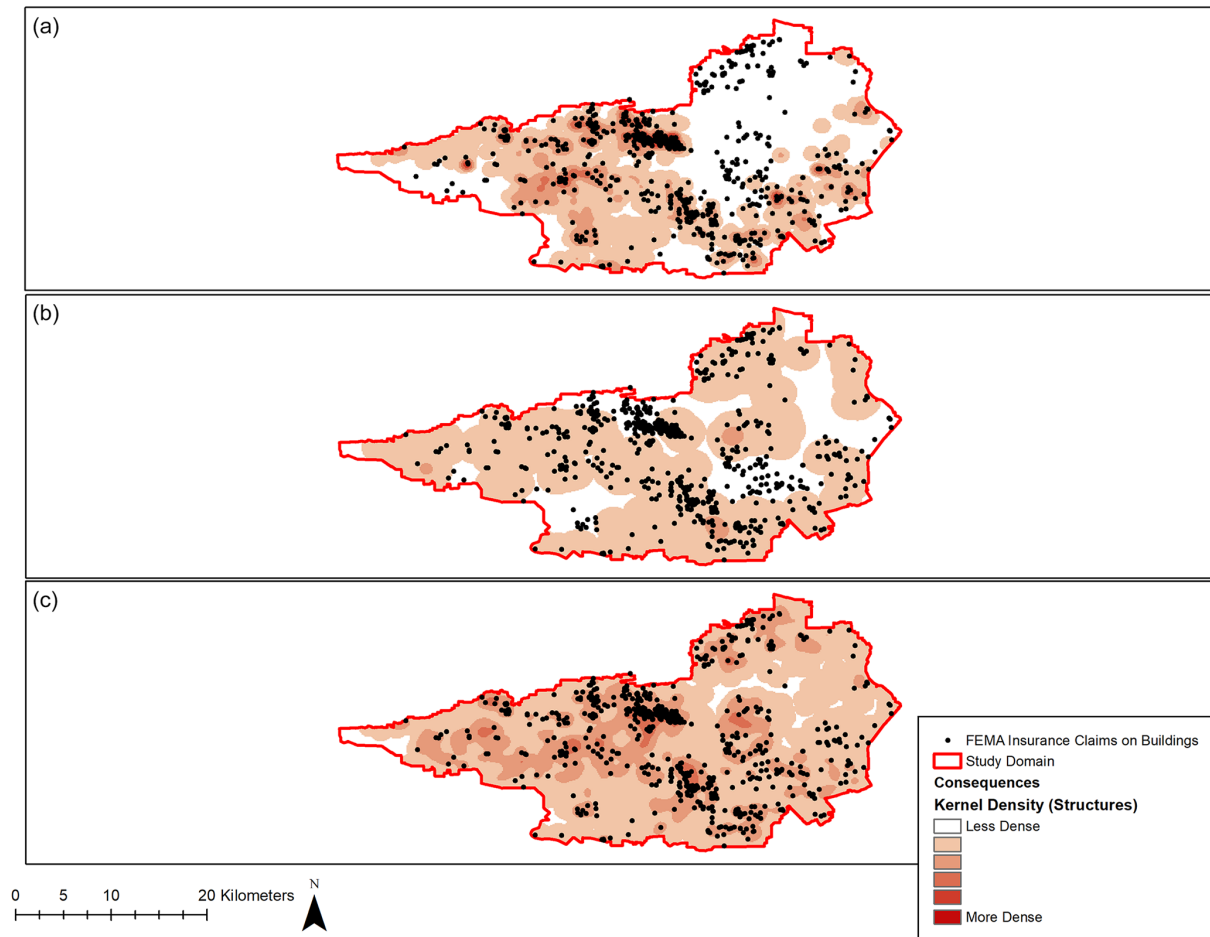 (a)
(b)
(c)
FEMA Insurance Claims on Buildings
Study Domain
Consequences
Kernel Density (Structures)
Less Dense
More Dense
0 5 10 20 Kilometers
N